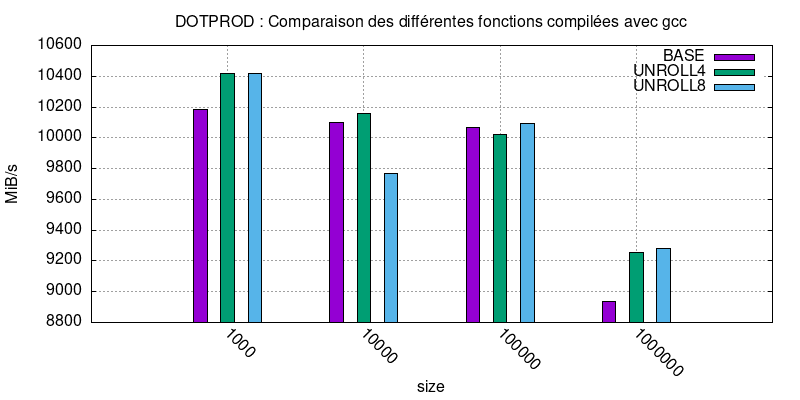 DOTPROD : Comparaison des différentes fonctions compilées avec gcc
10600
10400
10200
10000
9800
9600
9400
9200
9000
8800
MiB/s
BASE
UNROLL4
UNROLL8
1000
10000
100000
1000000
size